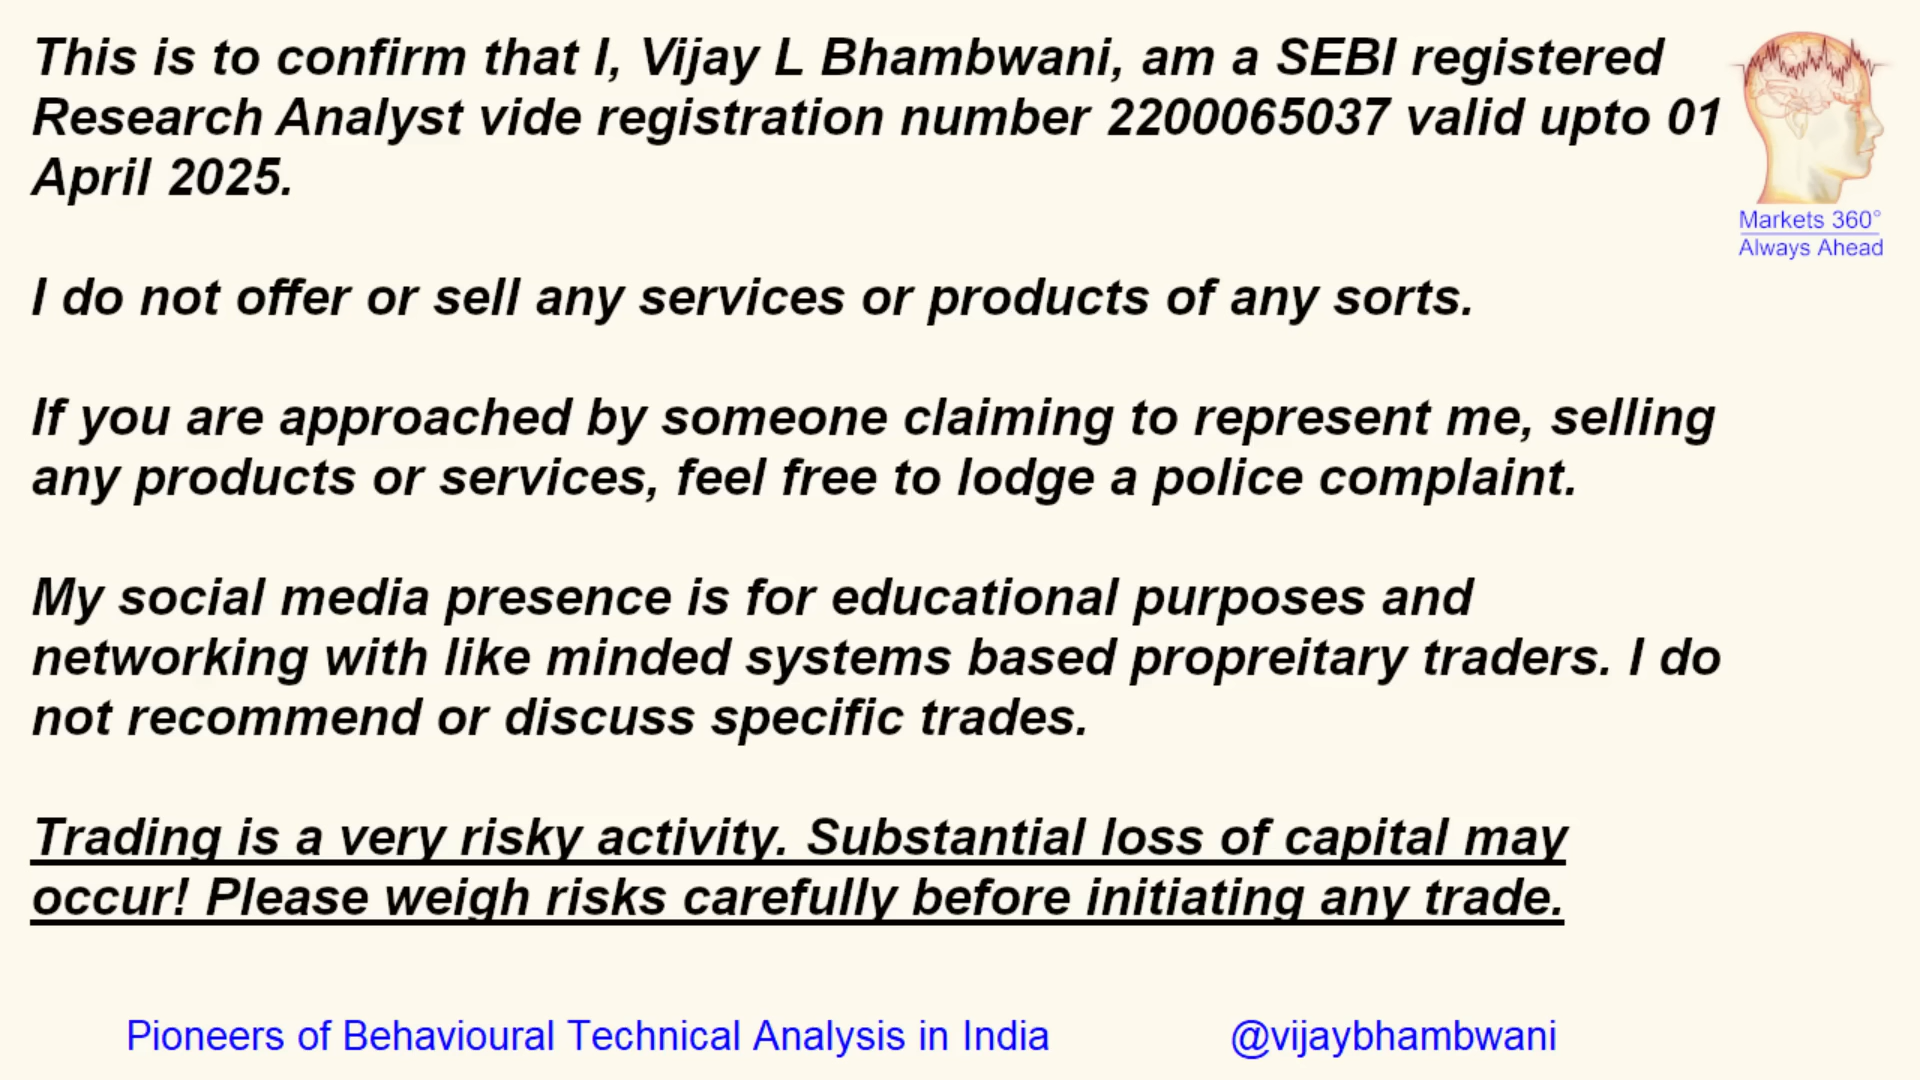 This is to confirm that I, Vijay L Bhambwani, am a SEBI registered
Research Analyst vide registration number 2200065037 valid upto 01
April 2025.
Markets 360°
Always Ahead
I do not offer or sell any services or products of any sorts.
If you are approached by someone claiming to represent me, selling
any products or services, feel free to lodge a police complaint.
My social media presence is for educational purposes and
networking with like minded systems based propreitary traders. I do
not recommend or discuss specific trades.
Trading is a very risky activity. Substantial loss of capital may
occur! Please weigh risks carefully before initiating any trade.
Pioneers of Behavioural Technical Analysis in India
@vijaybhambwani